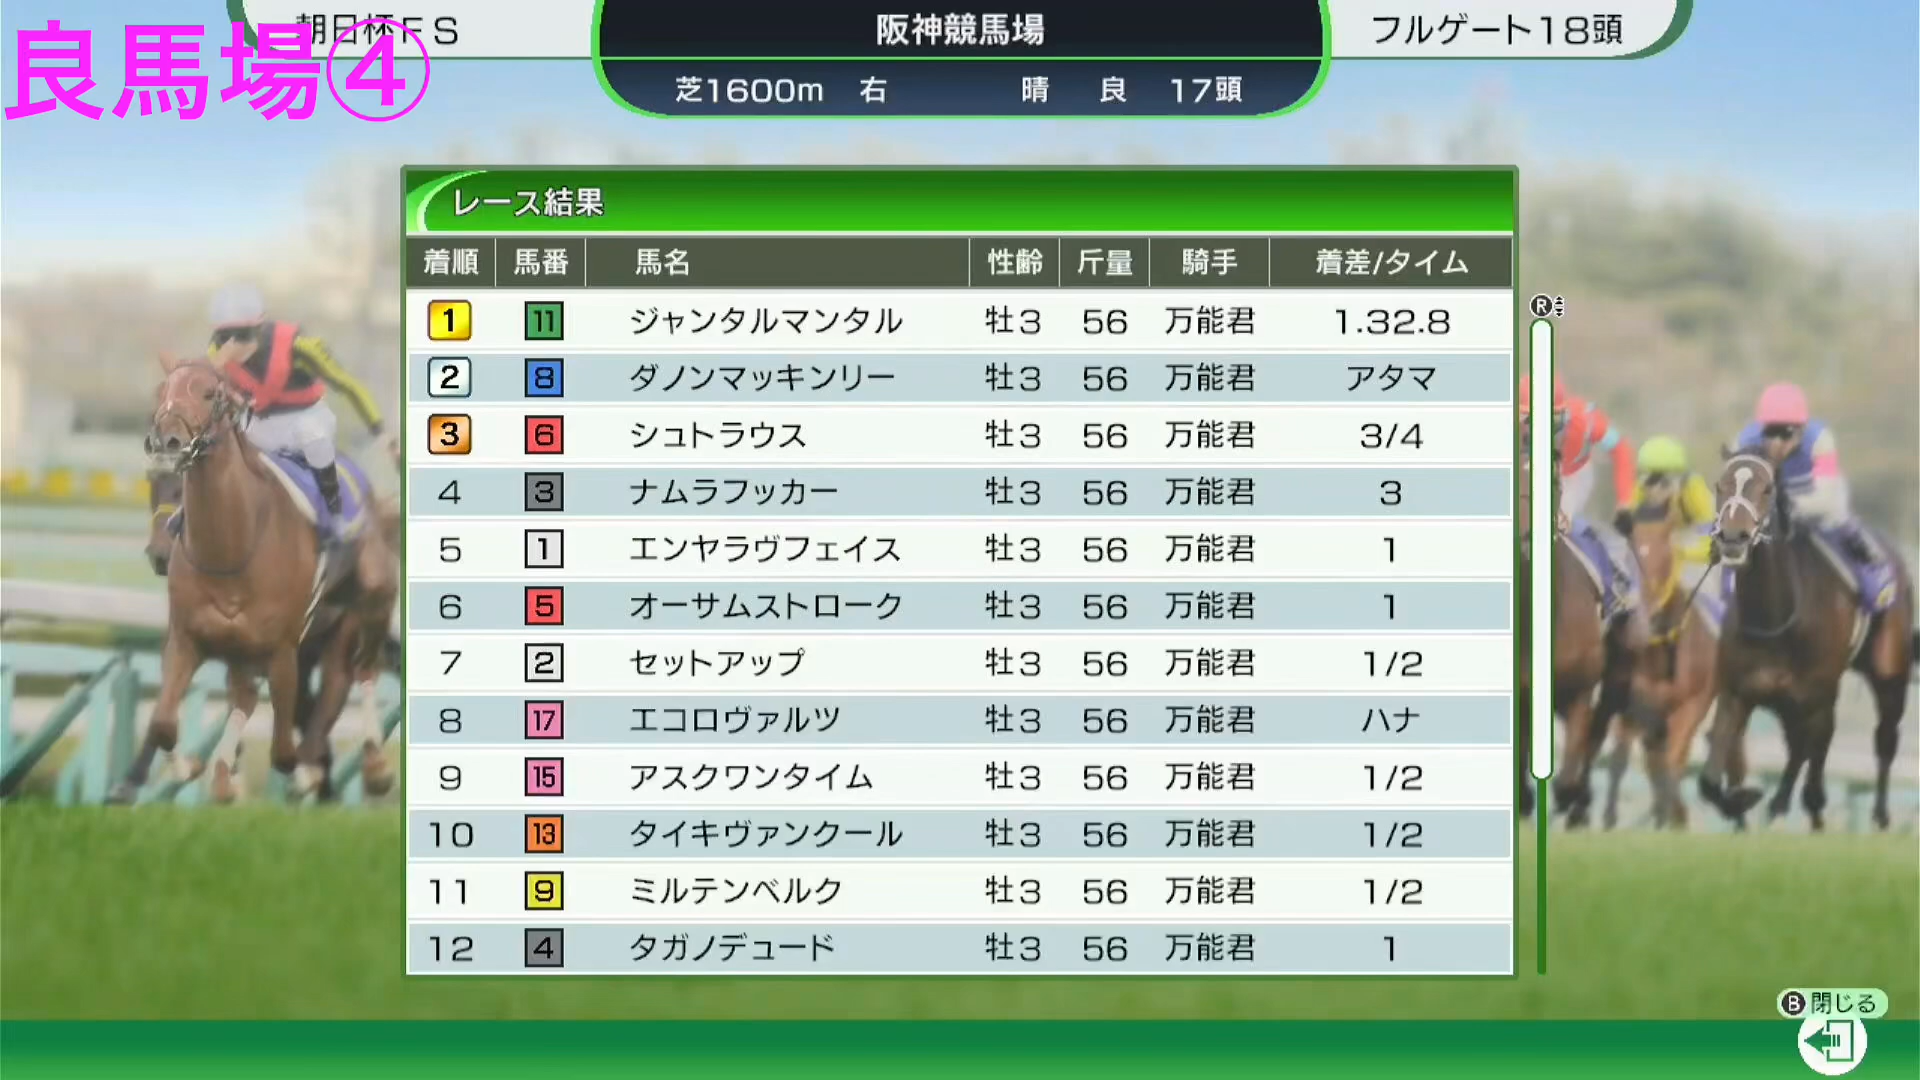 良馬場④
朝日杯FS
阪神競馬場
フルゲート18頭
芝1600m 右 晴 良 17頭
レース結果
着順 馬番 馬名 性齢 斤量 騎手 着差/タイム
1 11 ジャンタルマンタル 牡3 56 万能君 1.32.8
2 8 ダノンマッキンリー 牡3 56 万能君 アタマ
3 6 シュトラウス 牡3 56 万能君 3/4
4 3 ナムラフッカー 牡3 56 万能君 3
5 1 エンヤラヴフェイス 牡3 56 万能君 1
6 5 オーサムストローク 牡3 56 万能君 1
7 2 セットアップ 牡3 56 万能君 1/2
8 17 エコロヴァルツ 牡3 56 万能君 ハナ
9 15 アスクワンタイム 牡3 56 万能君 1/2
10 13 タイキヴァンクール 牡3 56 万能君 1/2
11 9 ミルテンベルク 牡3 56 万能君 1/2
12 4 タガノデュード 牡3 56 万能君 1
R
B 閉じる